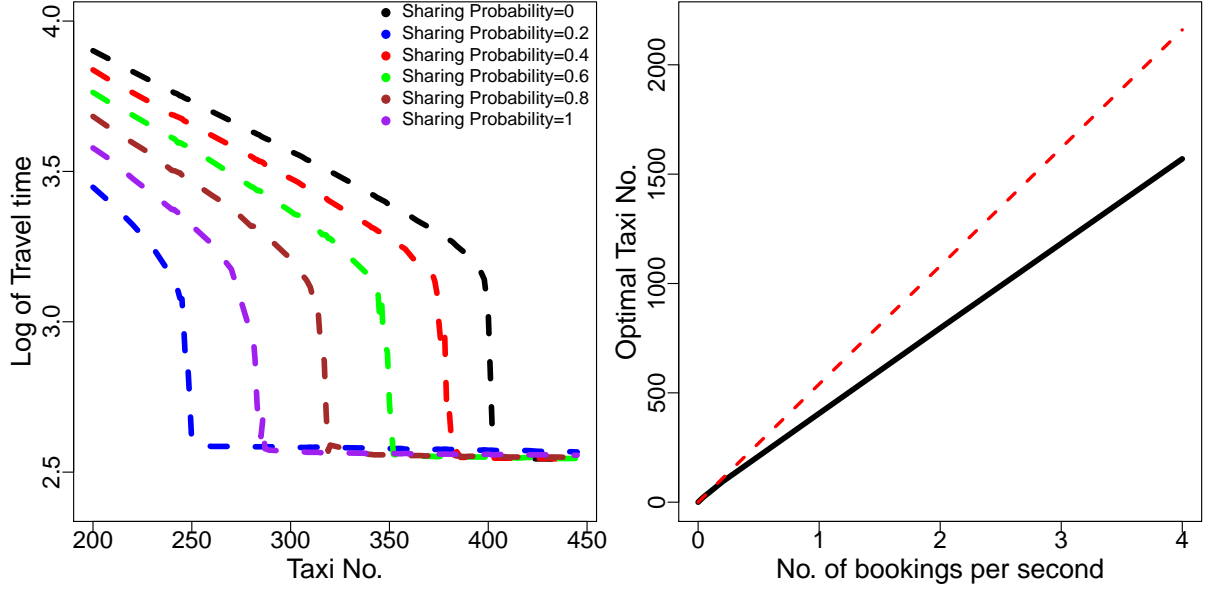 Log of Travel time
4.0
3.5
3.0
2.5
Sharing Probability=0
Sharing Probability=0.2
Sharing Probability=0.4
Sharing Probability=0.6
Sharing Probability=0.8
Sharing Probability=1
200 250 300 350 400 450
Taxi No.
Optimal Taxi No.
2000
1500
1000
500
0
0 1 2 3 4
No. of bookings per second